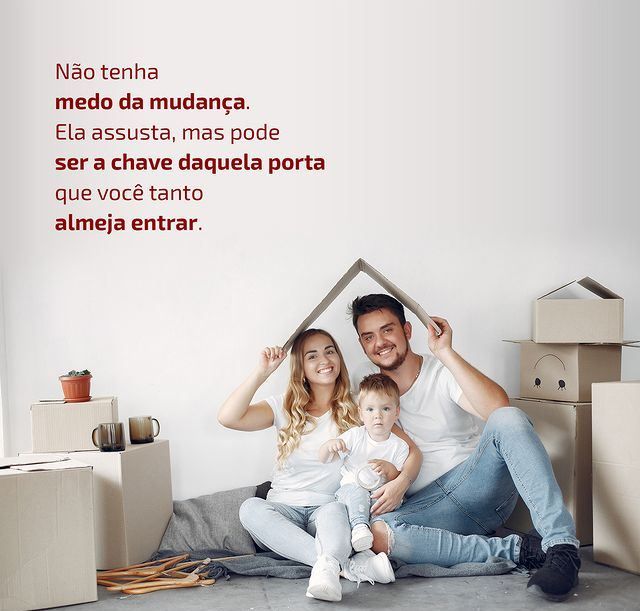 Não tenha
medo da mudança.
Ela assusta, mas pode
ser a chave daquela porta
que você tanto
almeja entrar.